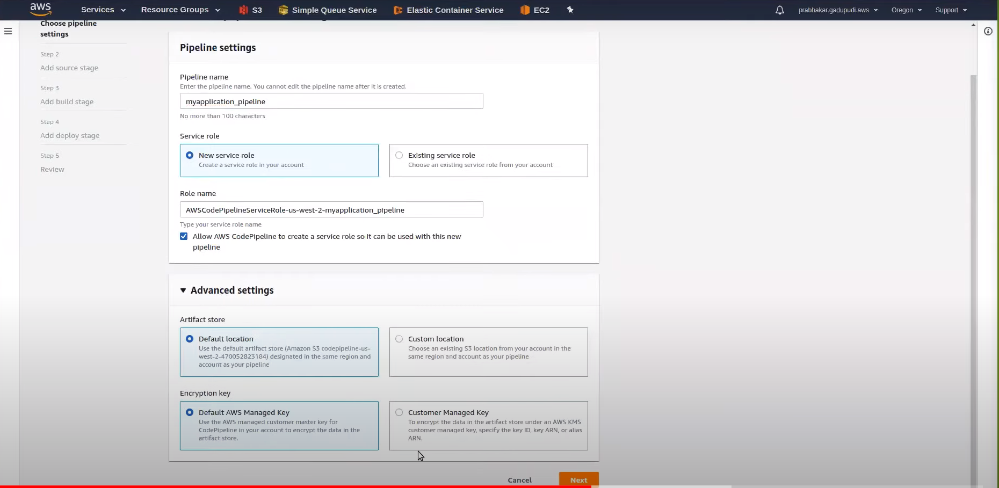 aws
Services
Resource Groups
S3
Simple Queue Service
Elastic Container Service
EC2
prabhakar.gadupudi.aws
Oregon
Support
Choose pipeline
settings
Step 2
Add source stage
Step 3
Add build stage
Step 4
Add deploy stage
Step 5
Review
Pipeline settings
Pipeline name
Enter the pipeline name. You cannot edit the pipeline name after it is created.
myapplication_pipeline
No more than 100 characters
Service role
New service role
Create a service role in your account
Existing service role
Choose an existing service role from your account
Role name
AWSCodePipelineServiceRole-us-west-2-myapplication_pipeline
Type your service role name
Allow AWS CodePipeline to create a service role so it can be used with this new
pipeline
Advanced settings
Artifact store
Default location
Use the default artifact store (Amazon S3 codepipeline-us-
west-2-470052823184) designated in the same region and
account as your pipeline
Custom location
Choose an existing S3 location from your account in the
same region and account as your pipeline
Encryption key
Default AWS Managed Key
Use the AWS managed customer master key for
CodePipeline in your account to encrypt the data in the
artifact store.
Customer Managed Key
To encrypt the data in the artifact store under an AWS KMS
customer managed key, specify the key ID, key ARN, or alias
ARN.
Cancel
Next